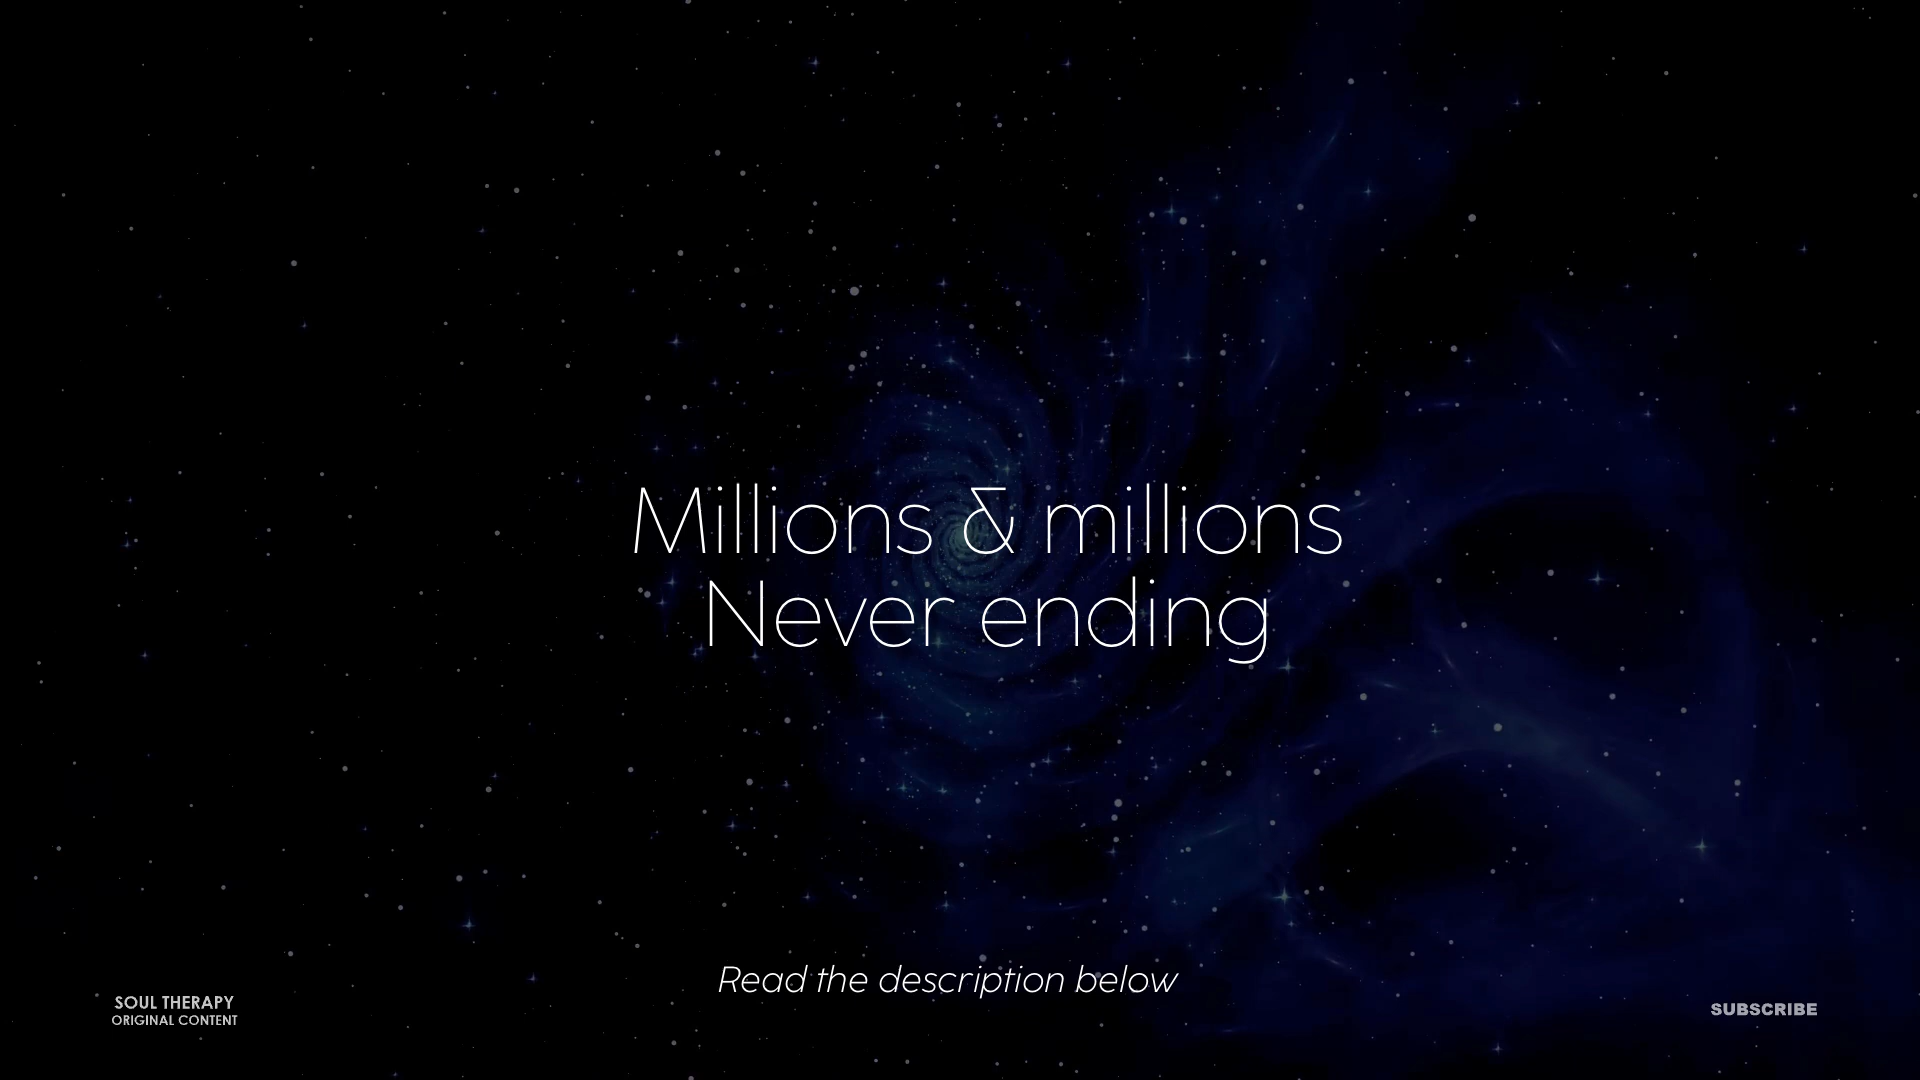 Millions & millions
Never ending
Read the description below
SOUL THERAPY
ORIGINAL CONTENT
SUBSCRIBE